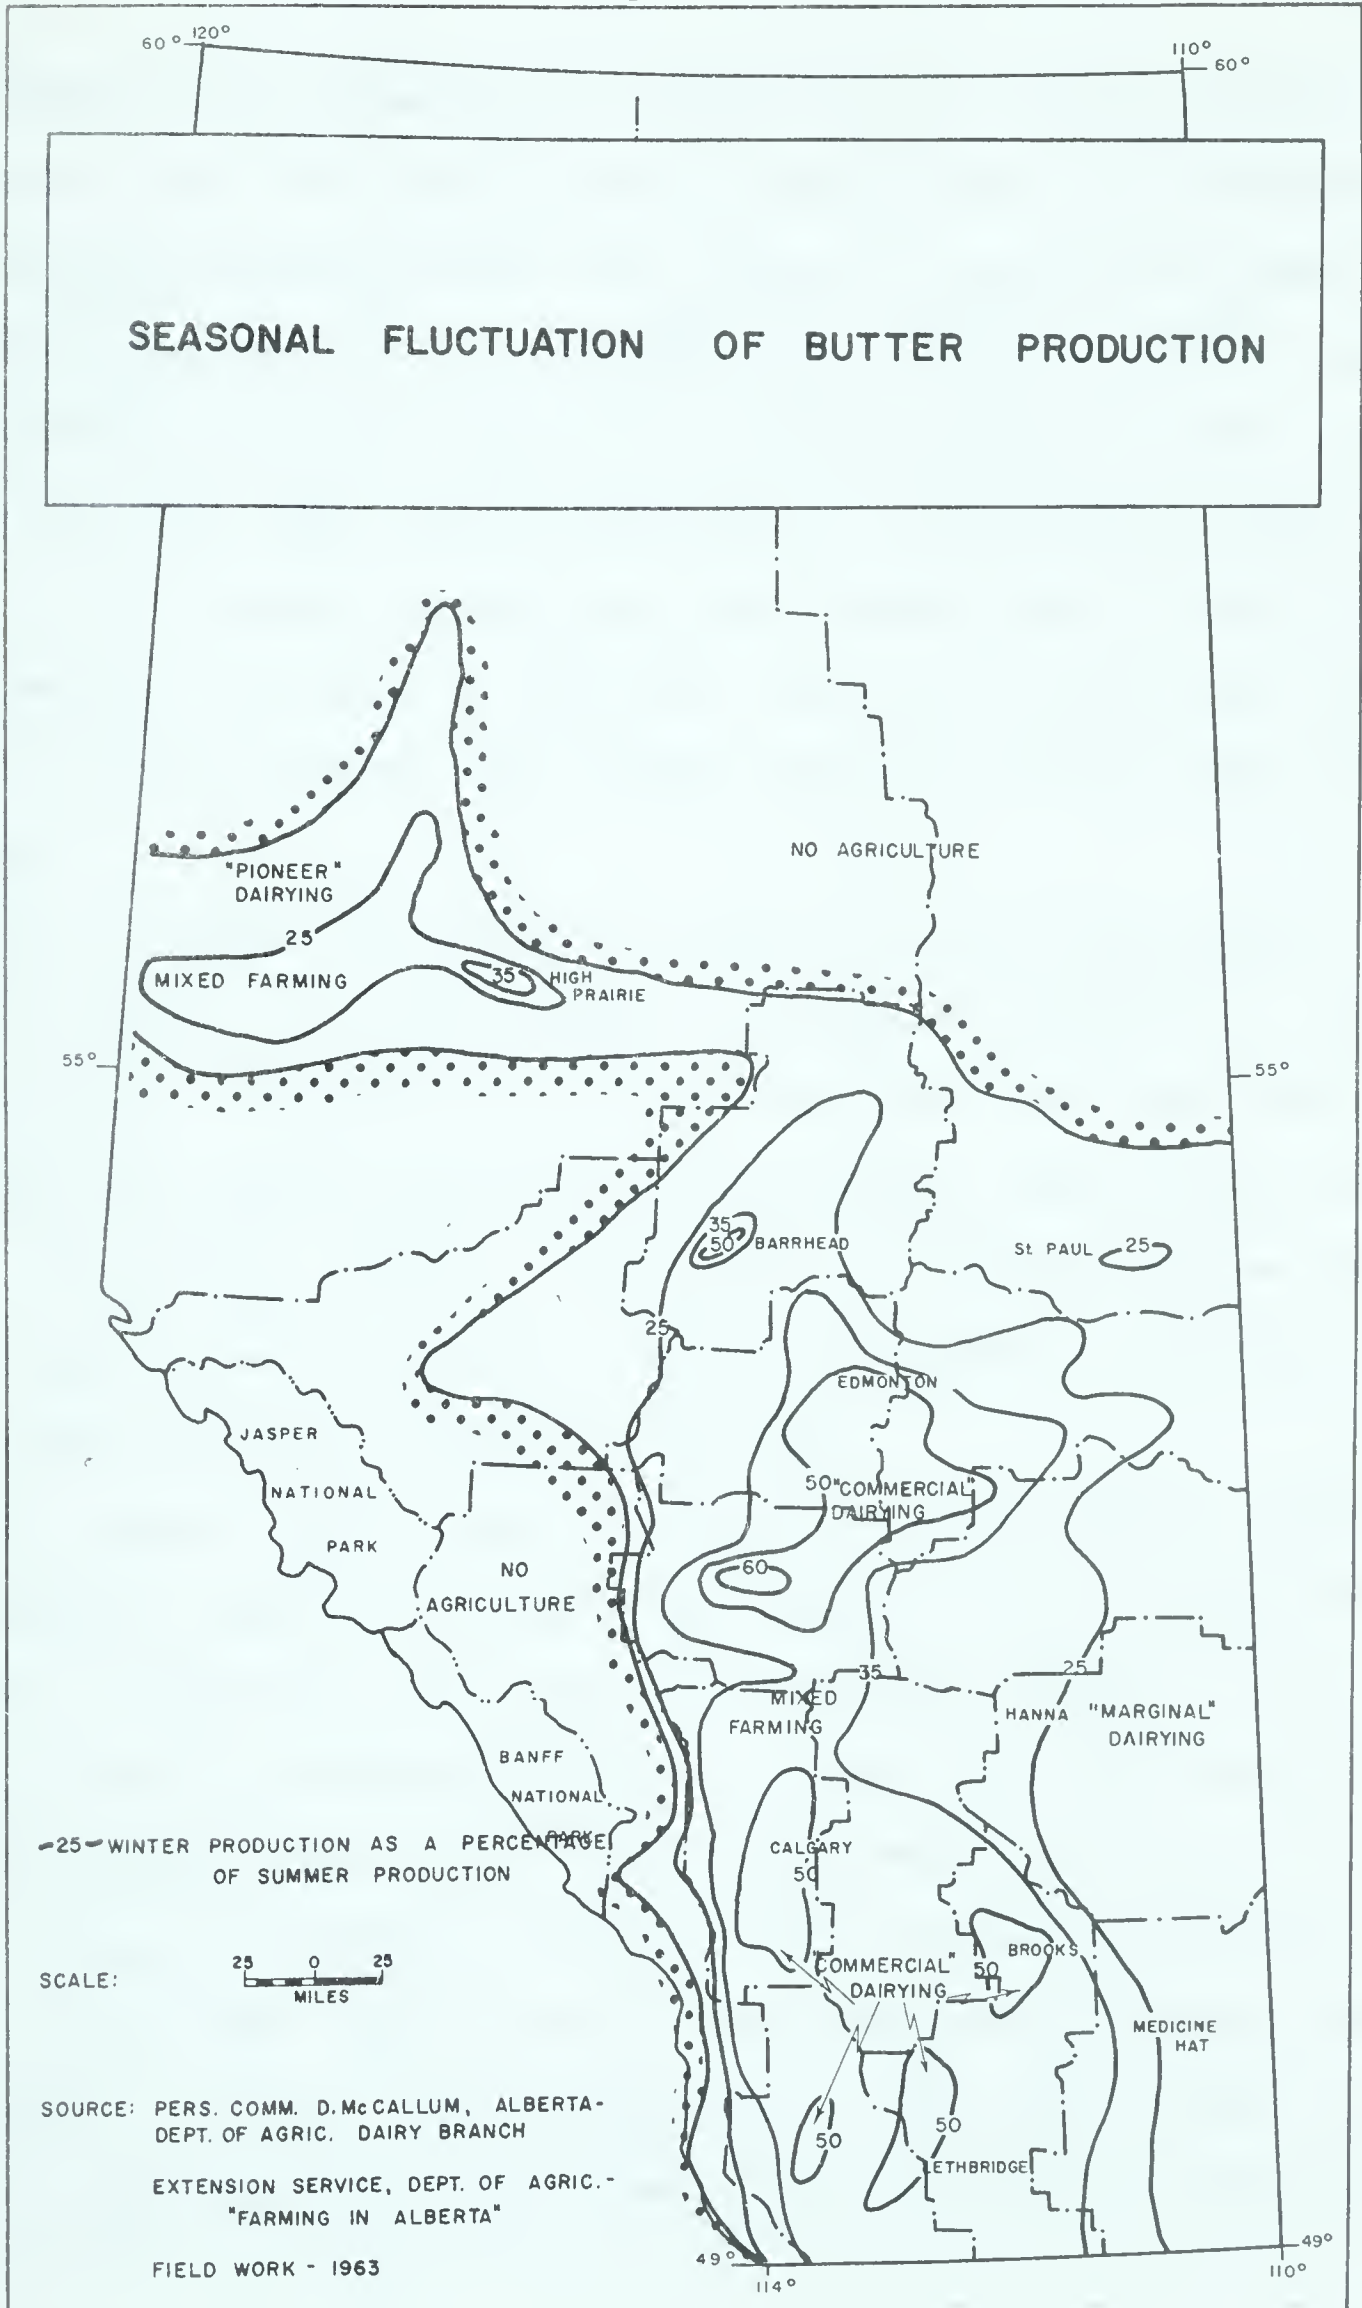 60° 120°
110°
60°
SEASONAL FLUCTUATION OF BUTTER PRODUCTION
NO AGRICULTURE
"PIONEER"
DAIRYING
25
MIXED FARMING
35
HIGH
PRAIRIE
55°
55°
35
50
BARRHEAD
St PAUL
25
25
EDMONTON
JASPER
NATIONAL
PARK
50
"COMMERCIAL"
DAIRYING
60
NO
AGRICULTURE
35
25
MIXED
FARMING
HANNA
"MARGINAL"
DAIRYING
BANFF
NATIONAL
PARK
-25- WINTER PRODUCTION AS A PERCENTAGE
OF SUMMER PRODUCTION
CALGARY
50
BROOKS
50
"COMMERCIAL"
DAIRYING
SCALE:
25 0 25
MILES
MEDICINE
HAT
SOURCE: PERS. COMM. D. McCALLUM, ALBERTA-
DEPT. OF AGRIC. DAIRY BRANCH
50
50
LETHBRIDGE
EXTENSION SERVICE, DEPT. OF AGRIC.-
"FARMING IN ALBERTA"
FIELD WORK - 1963
49°
114°
49°
110°